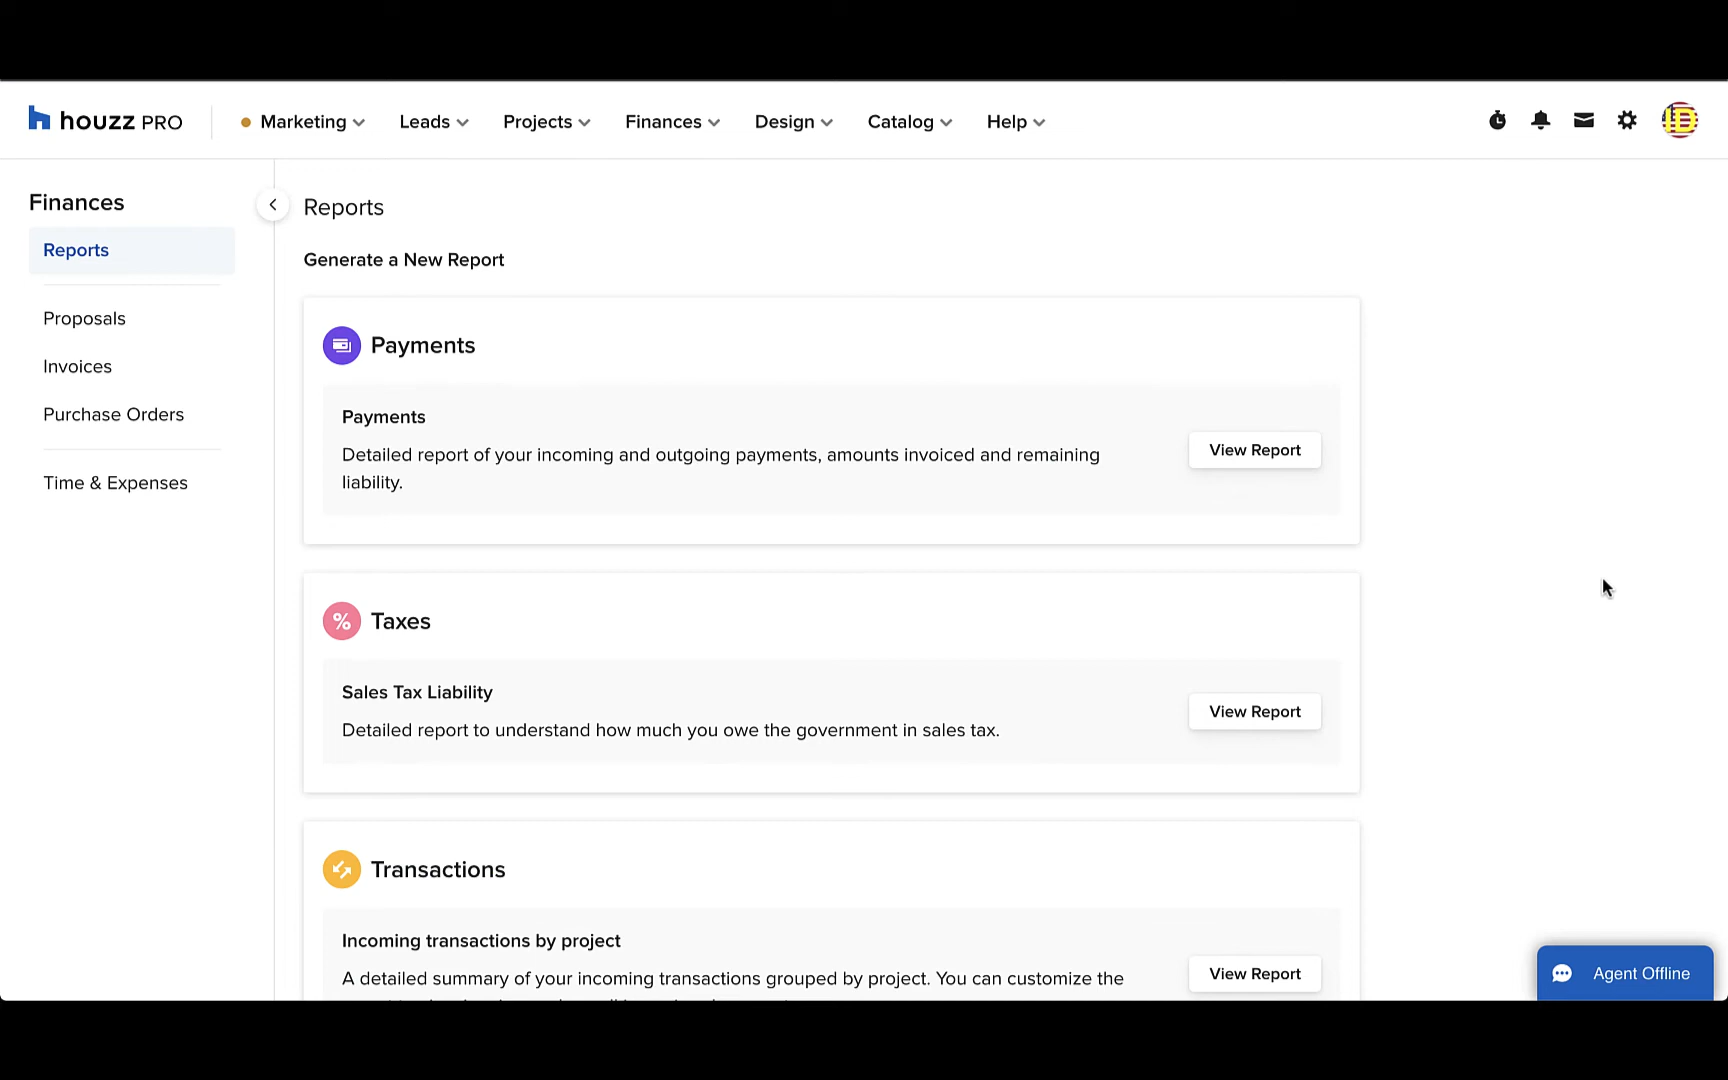 houzz PRO
Marketing
Leads
Projects
Finances
Design
Catalog
Help
ID
Finances
Reports
Proposals
Invoices
Purchase Orders
Time & Expenses
Reports
Generate a New Report
Payments
Payments
Detailed report of your incoming and outgoing payments, amounts invoiced and remaining
liability.
View Report
%
Taxes
Sales Tax Liability
Detailed report to understand how much you owe the government in sales tax.
View Report
Transactions
Incoming transactions by project
A detailed summary of your incoming transactions grouped by project. You can customize the
View Report
Agent Offline